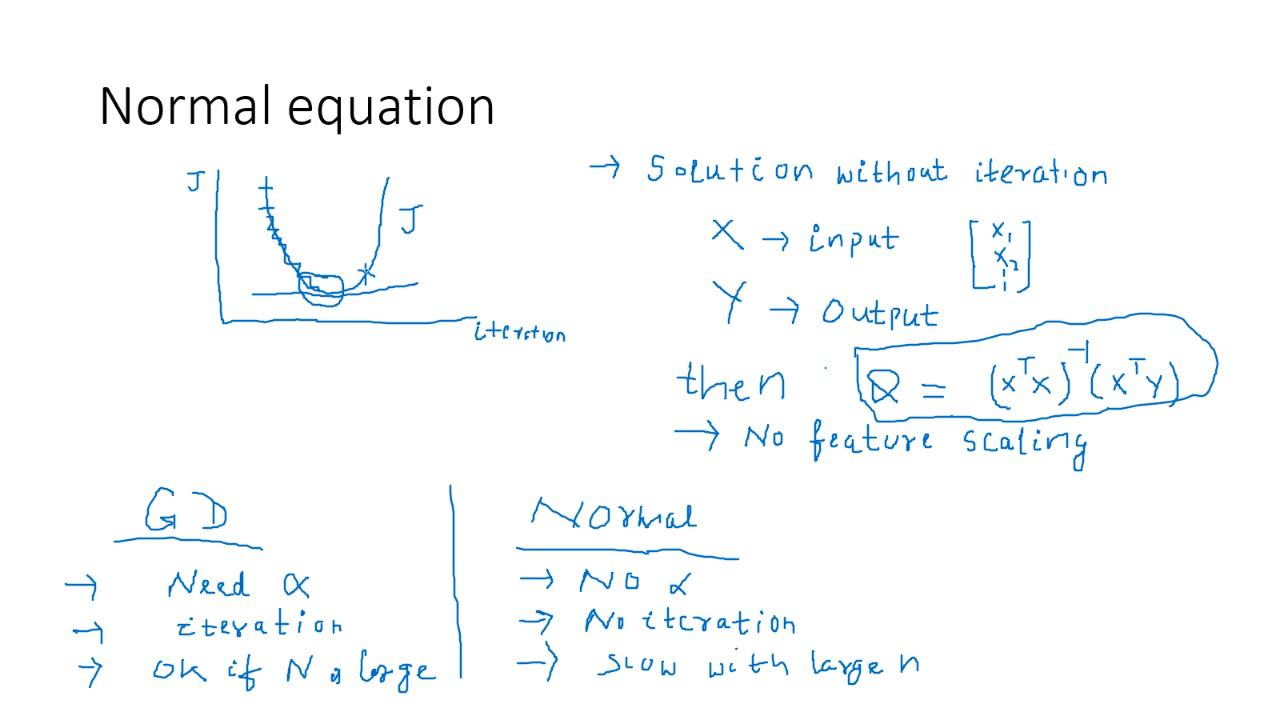 Normal equation
J
J
iteration
→ Solution without iteration
X → input [x₁ x₂
Y → Output
then θ = (xᵀx)⁻¹(xᵀy)
→ No feature scaling
GD
→ Need α
→ iteration
→ OK if N is large
Normal
→ NO α
→ No iteration
→ Slow with large n